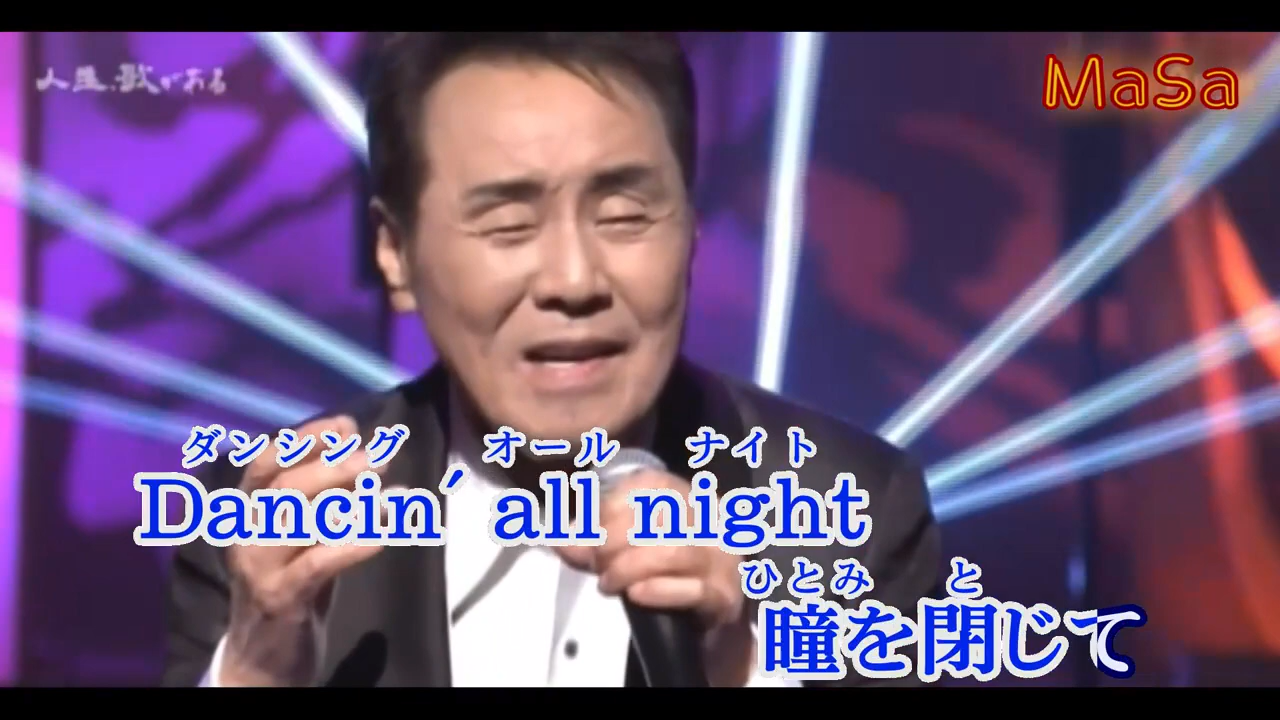 人生、歌がある
MaSa
ダンシング オール ナイト
Dancin´ all night
ひとみ と
瞳を閉じて